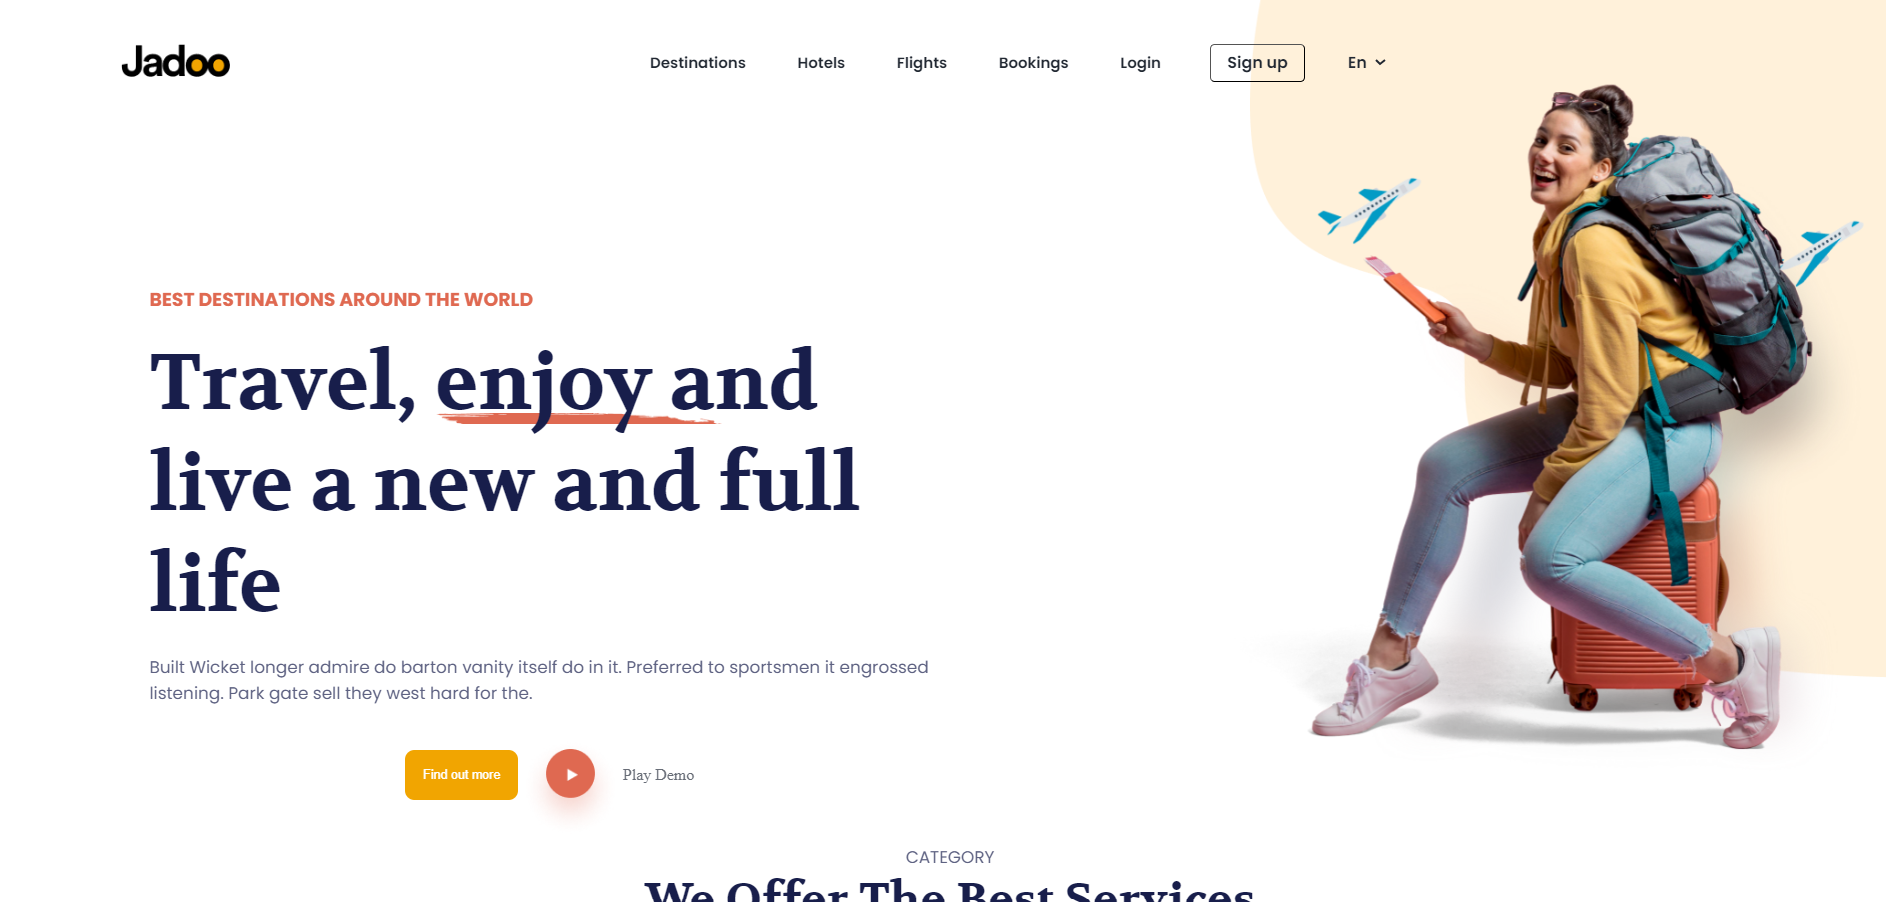 Jadoo
Destinations Hotels Flights Bookings Login Sign up En
BEST DESTINATIONS AROUND THE WORLD
Travel, enjoy and
live a new and full
life
Built Wicket longer admire do barton vanity itself do in it. Preferred to sportsmen it engrossed
listening. Park gate sell they west hard for the.
Find out more
Play Demo
CATEGORY
We Offer The Best Services